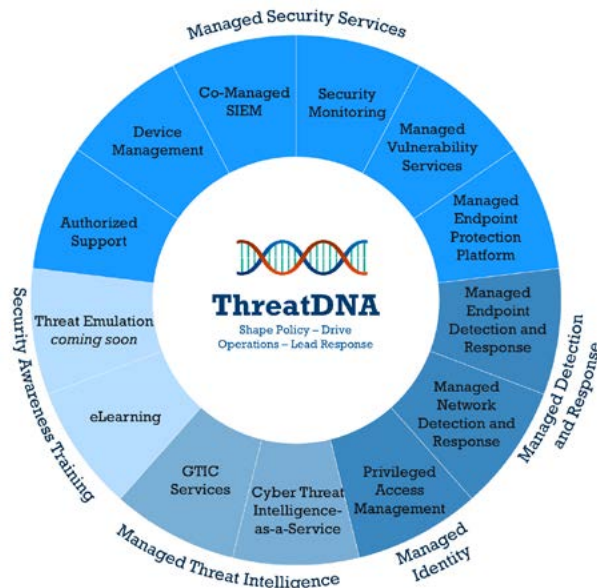 Managed Security Services
Co-Managed
SIEM
Security
Monitoring
Device
Management
Managed
Vulnerability
Services
Authorized
Support
Managed
Endpoint
Protection
Platform
ThreatDNA
Shape Policy – Drive
Operations – Lead Response
Threat Emulation
coming soon
Managed
Endpoint
Detection and
Response
eLearning
Managed
Network
Detection and
Response
GTIC
Services
Cyber Threat
Intelligence-
as-a-Service
Privileged
Access
Management
Security Awareness Training
Managed Threat Intelligence
Managed
Identity
Managed Detection
and Response